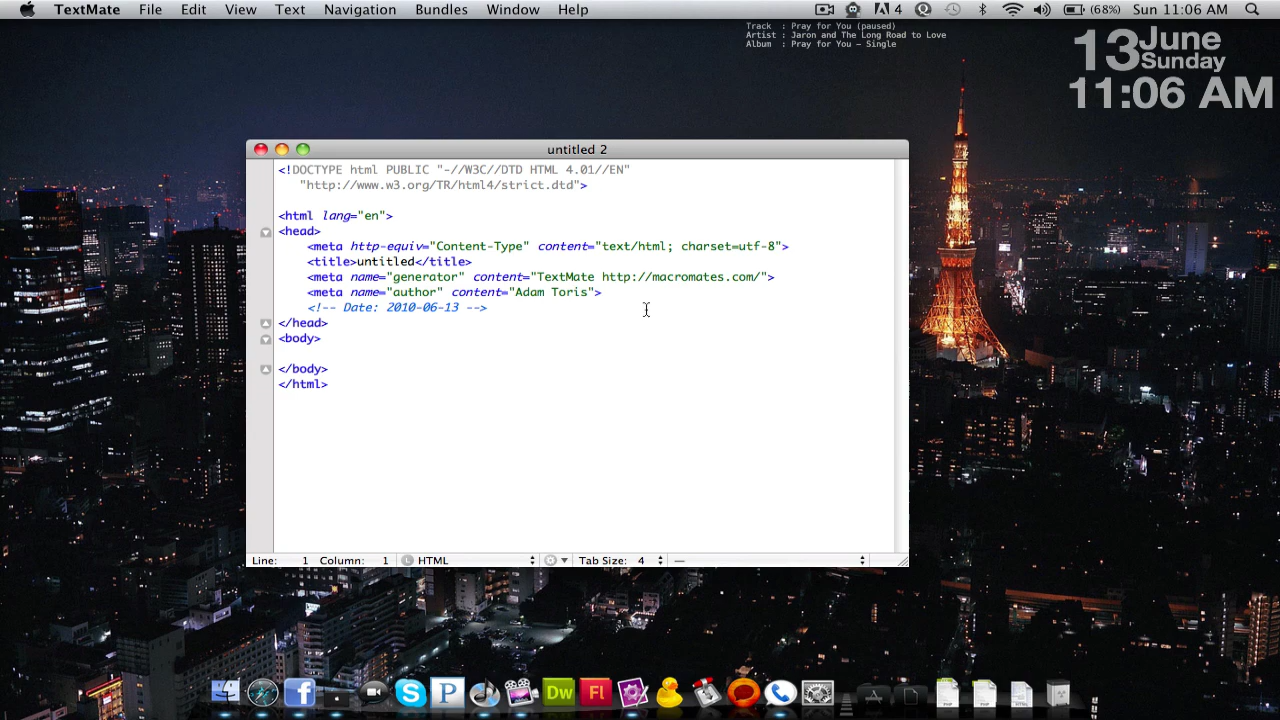 TextMate File Edit View Text Navigation Bundles Window Help 4 (68%) Sun 11:06 AM
Track : Pray for You (paused)
Artist : Jaron and The Long Road to Love
Album : Pray for You - Single
13 June
Sunday
11:06 AM
untitled 2
<!DOCTYPE html PUBLIC "-//W3C//DTD HTML 4.01//EN"
"http://www.w3.org/TR/html4/strict.dtd">
<html lang="en">
<head>
<meta http-equiv="Content-Type" content="text/html; charset=utf-8">
<title>untitled</title>
<meta name="generator" content="TextMate http://macromates.com/">
<meta name="author" content="Adam Toris">
<!-- Date: 2010-06-13 -->
</head>
<body>
</body>
</html>
Line: 1 Column: 1 L HTML Tab Size: 4 —
f S P Dw Fl